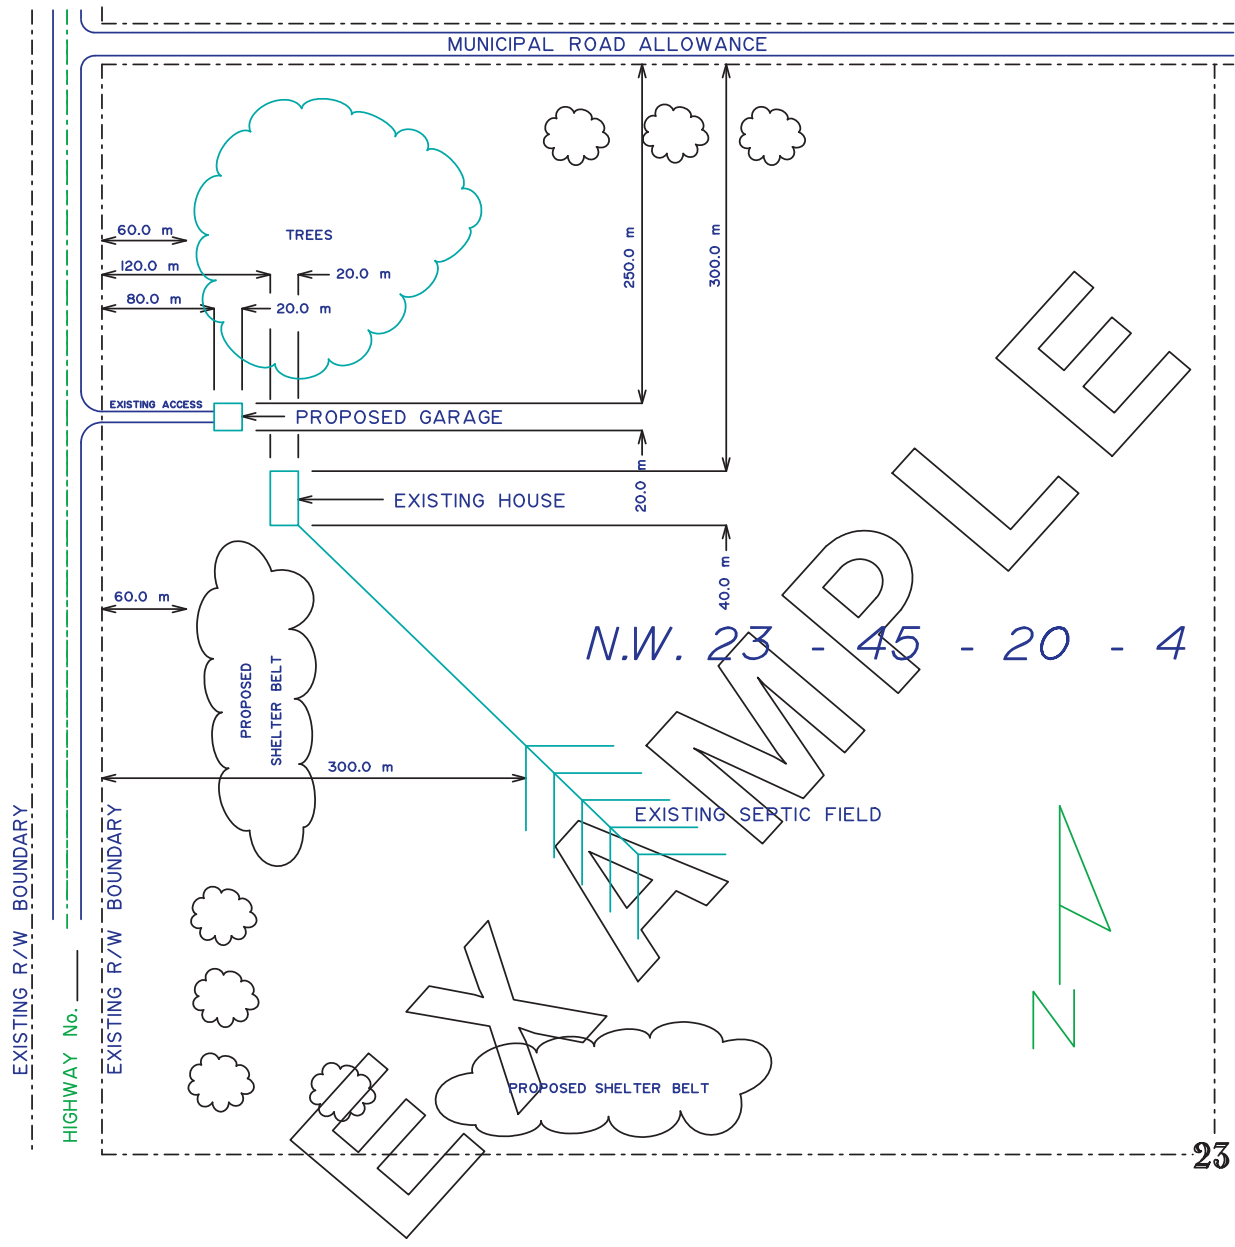 MUNICIPAL ROAD ALLOWANCE
60.0 m
TREES
120.0 m
20.0 m
80.0 m
20.0 m
250.0 m
300.0 m
EXISTING ACCESS
PROPOSED GARAGE
20.0 m
EXISTING HOUSE
40.0 m
60.0 m
N.W. 23 - 45 - 20 - 4
PROPOSED
SHELTER BELT
300.0 m
EXISTING SEPTIC FIELD
EXISTING R/W BOUNDARY
HIGHWAY No.
EXISTING R/W BOUNDARY
N
PROPOSED SHELTER BELT
23
EXAMPLE